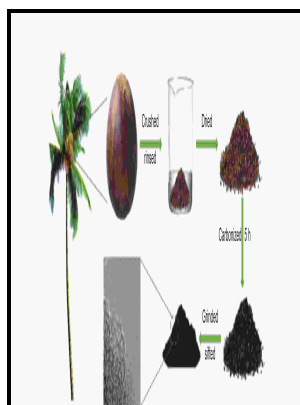 Crushed
rinsed
Dried
Carbonized 5 h
Grinded
sifted